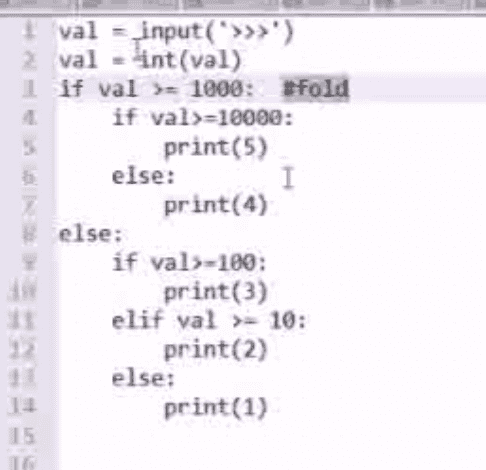 1 val = input('>>>')
2 val = int(val)
3 if val >= 1000:  #fold
4     if val>=10000:
5         print(5)
6     else:
7         print(4)
8 else:
9     if val>=100:
10         print(3)
11     elif val >= 10:
12         print(2)
13     else:
14         print(1)
15
16